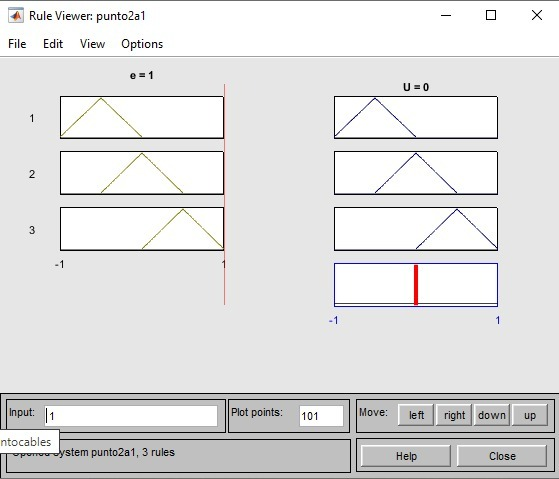 Rule Viewer: punto2a1
File Edit View Options
e = 1
U = 0
1
2
3
-1 1
-1 1
Input: 1
Plot points: 101
Move: left right down up
ntocables
Opened system punto2a1, 3 rules
Help Close